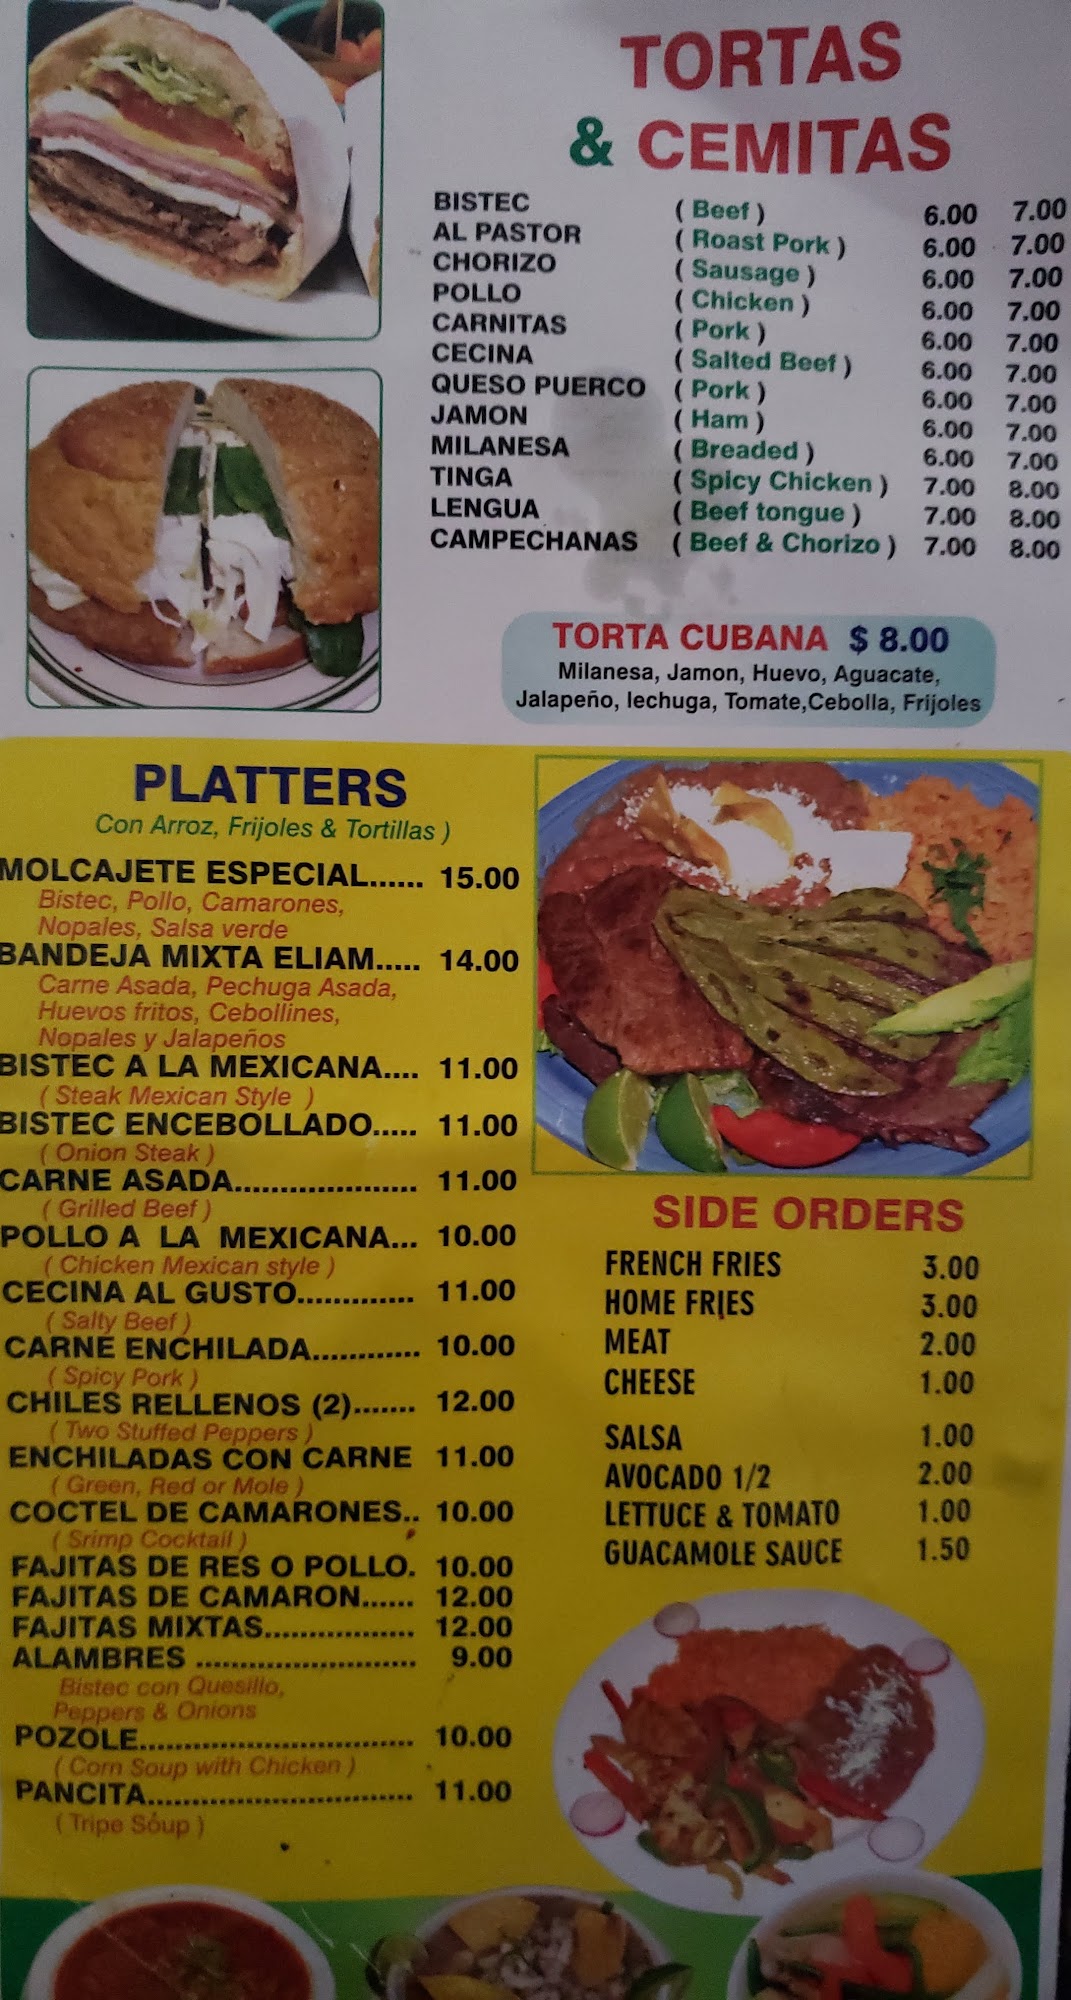 TORTAS
& CEMITAS
BISTEC ( Beef ) 6.00 7.00
AL PASTOR ( Roast Pork ) 6.00 7.00
CHORIZO ( Sausage ) 6.00 7.00
POLLO ( Chicken ) 6.00 7.00
CARNITAS ( Pork ) 6.00 7.00
CECINA ( Salted Beef ) 6.00 7.00
QUESO PUERCO ( Pork ) 6.00 7.00
JAMON ( Ham ) 6.00 7.00
MILANESA ( Breaded ) 6.00 7.00
TINGA ( Spicy Chicken ) 7.00 8.00
LENGUA ( Beef tongue ) 7.00 8.00
CAMPECHANAS ( Beef & Chorizo ) 7.00 8.00
TORTA CUBANA $ 8.00
Milanesa, Jamon, Huevo, Aguacate,
Jalapeño, lechuga, Tomate,Cebolla, Frijoles
PLATTERS
Con Arroz, Frijoles & Tortillas )
MOLCAJETE ESPECIAL...... 15.00
Bistec, Pollo, Camarones,
Nopales, Salsa verde
BANDEJA MIXTA ELIAM..... 14.00
Carne Asada, Pechuga Asada,
Huevos fritos, Cebollines,
Nopales y Jalapeños
BISTEC A LA MEXICANA.... 11.00
( Steak Mexican Style )
BISTEC ENCEBOLLADO..... 11.00
( Onion Steak )
CARNE ASADA..................... 11.00
( Grilled Beef )
POLLO A LA MEXICANA... 10.00
( Chicken Mexican style )
CECINA AL GUSTO............. 11.00
( Salty Beef )
CARNE ENCHILADA............ 10.00
( Spicy Pork )
CHILES RELLENOS (2)....... 12.00
( Two Stuffed Peppers )
ENCHILADAS CON CARNE 11.00
( Green, Red or Mole )
COCTEL DE CAMARONES.. 10.00
( Srimp Cocktail )
FAJITAS DE RES O POLLO. 10.00
FAJITAS DE CAMARON...... 12.00
FAJITAS MIXTAS................. 12.00
ALAMBRES ......................... 9.00
Bistec con Quesillo,
Peppers & Onions
POZOLE............................... 10.00
( Corn Soup with Chicken )
PANCITA.............................. 11.00
( Tripe Soup )
SIDE ORDERS
FRENCH FRIES 3.00
HOME FRIES 3.00
MEAT 2.00
CHEESE 1.00
SALSA 1.00
AVOCADO 1/2 2.00
LETTUCE & TOMATO 1.00
GUACAMOLE SAUCE 1.50